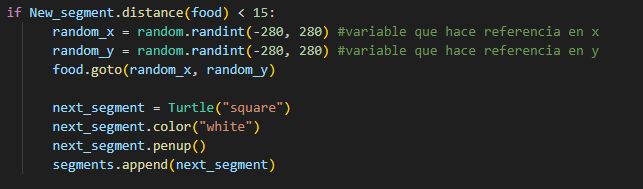 if New_segment.distance(food) < 15:
random_x = random.randint(-280, 280) #variable que hace referencia en x
random_y = random.randint(-280, 280) #variable que hace referencia en y
food.goto(random_x, random_y)
next_segment = Turtle("square")
next_segment.color("white")
next_segment.penup()
segments.append(next_segment)